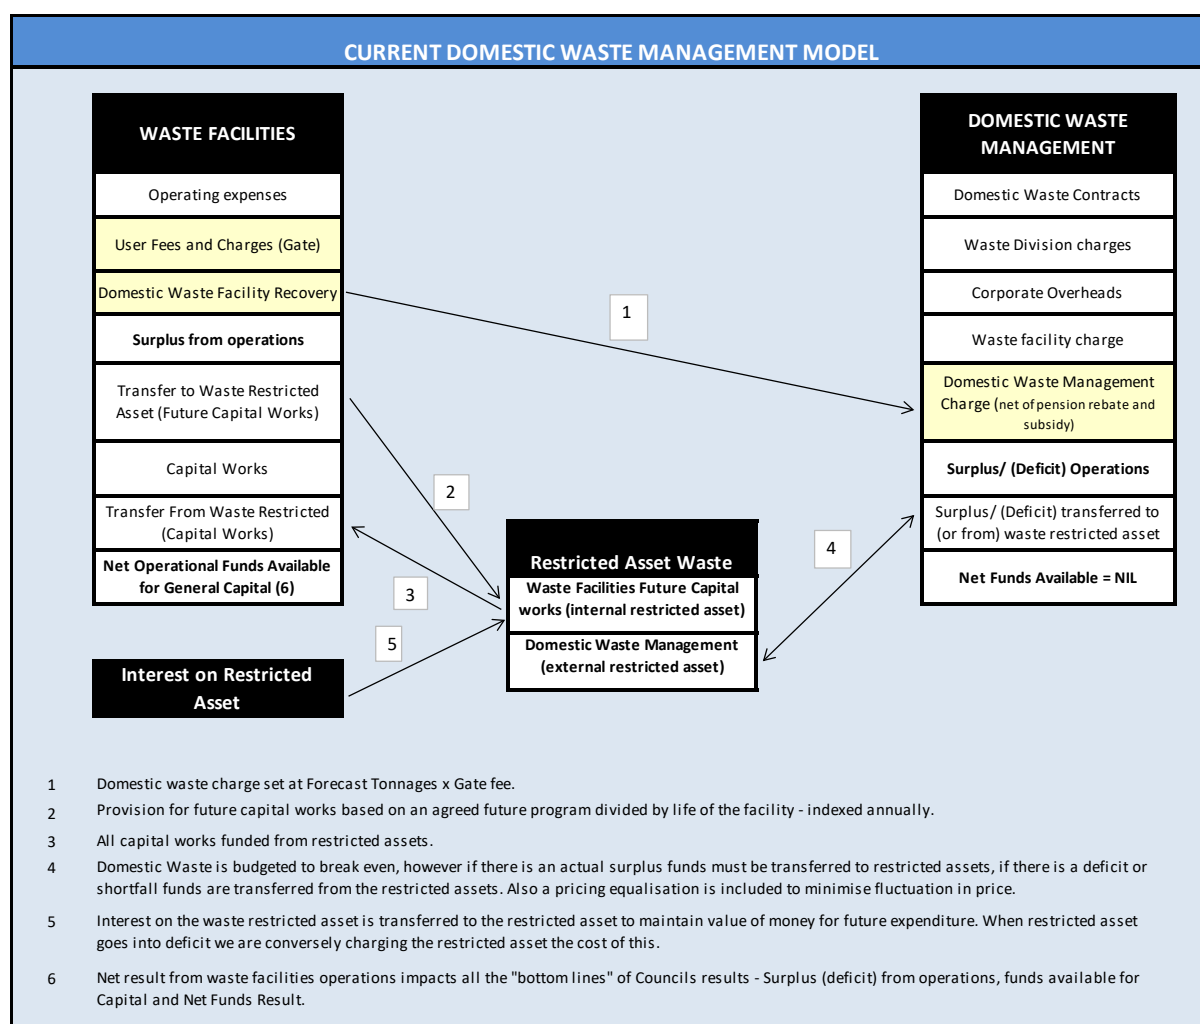 CURRENT DOMESTIC WASTE MANAGEMENT MODEL
WASTE FACILITIES
Operating expenses
User Fees and Charges (Gate)
Domestic Waste Facility Recovery
Surplus from operations
Transfer to Waste Restricted
Asset (Future Capital Works)
Capital Works
Transfer From Waste Restricted
(Capital Works)
Net Operational Funds Available
for General Capital (6)
Interest on Restricted
Asset
1
2
3
4
5
Restricted Asset Waste
Waste Facilities Future Capital
works (internal restricted asset)
Domestic Waste Management
(external restricted asset)
DOMESTIC WASTE
MANAGEMENT
Domestic Waste Contracts
Waste Division charges
Corporate Overheads
Waste facility charge
Domestic Waste Management
Charge (net of pension rebate and
subsidy)
Surplus/ (Deficit) Operations
Surplus/ (Deficit) transferred to
(or from) waste restricted asset
Net Funds Available = NIL
1 Domestic waste charge set at Forecast Tonnages x Gate fee.
2 Provision for future capital works based on an agreed future program divided by life of the facility - indexed annually.
3 All capital works funded from restricted assets.
4 Domestic Waste is budgeted to break even, however if there is an actual surplus funds must be transferred to restricted assets, if there is a deficit or
shortfall funds are transferred from the restricted assets. Also a pricing equalisation is included to minimise fluctuation in price.
5 Interest on the waste restricted asset is transferred to the restricted asset to maintain value of money for future expenditure. When restricted asset
goes into deficit we are conversely charging the restricted asset the cost of this.
6 Net result from waste facilities operations impacts all the "bottom lines" of Councils results - Surplus (deficit) from operations, funds available for
Capital and Net Funds Result.